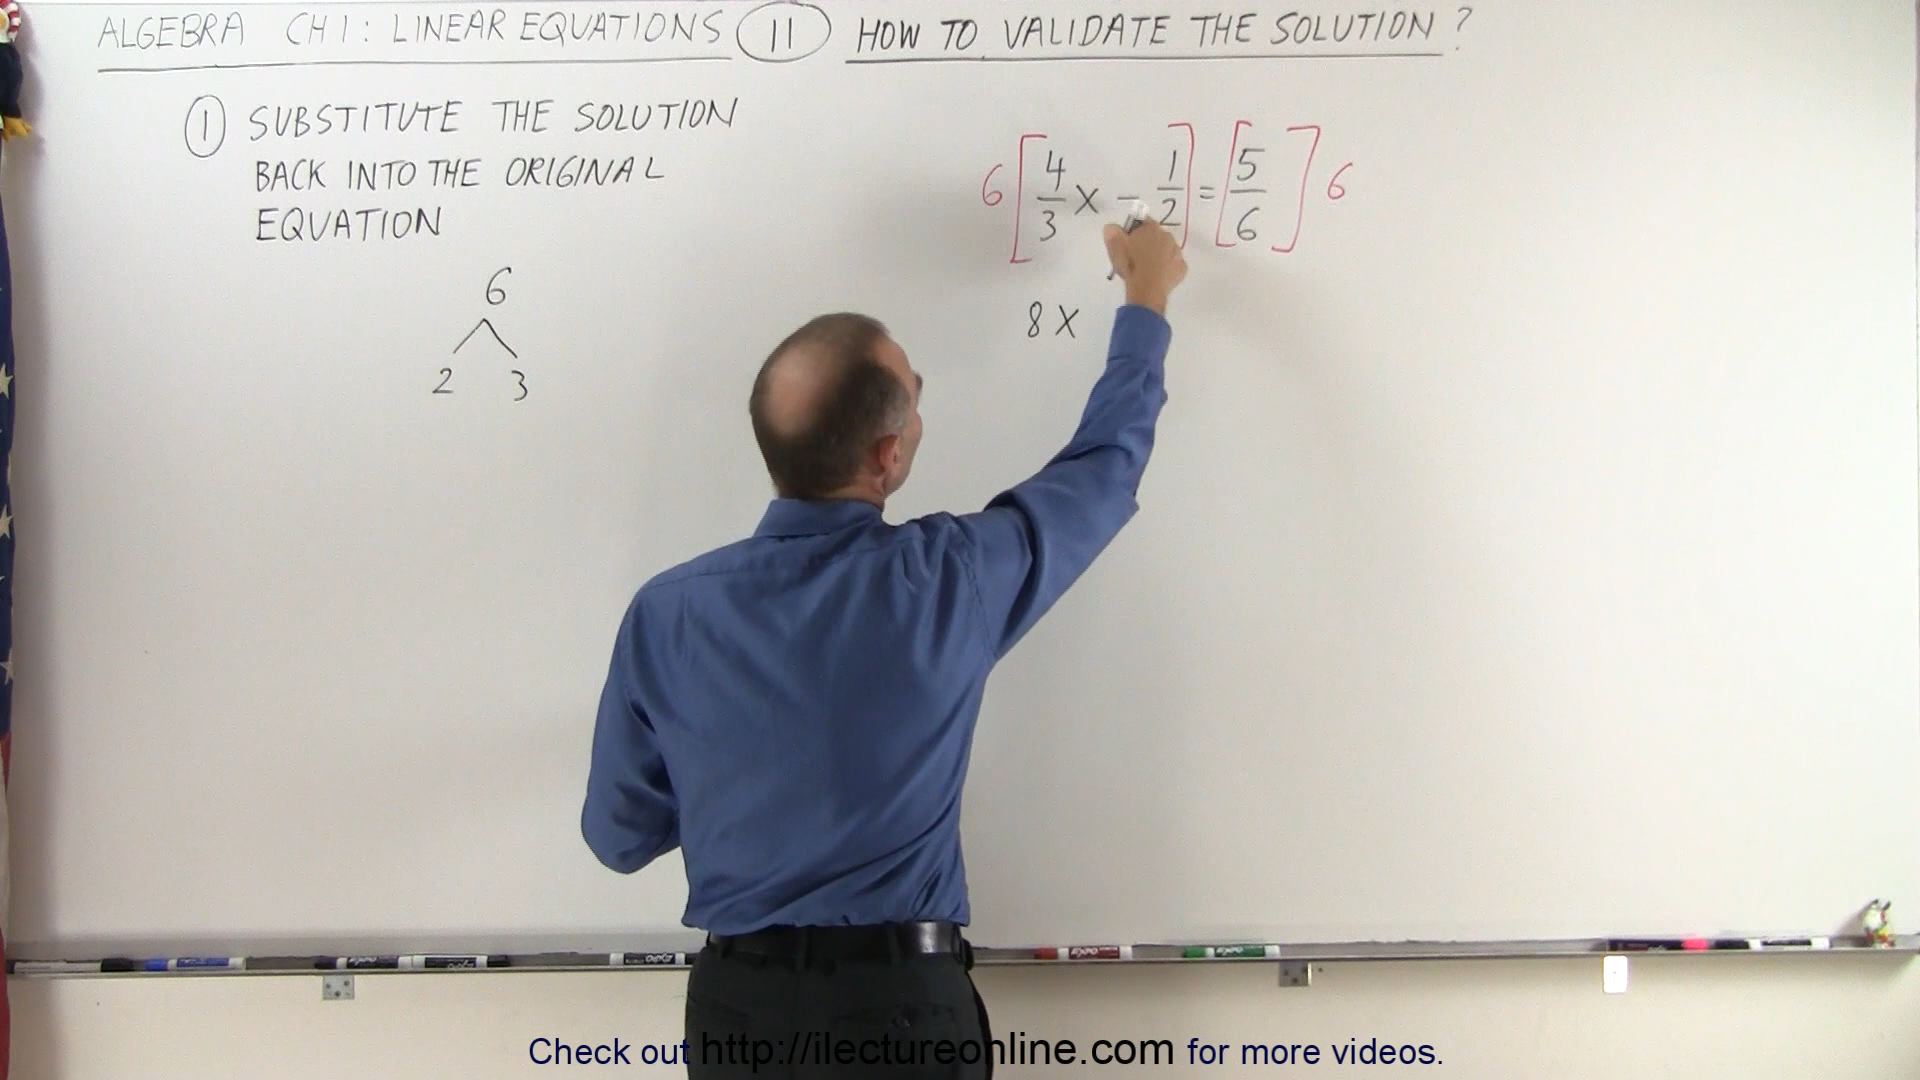 ALGEBRA CH 1: LINEAR EQUATIONS 11 HOW TO VALIDATE THE SOLUTION?
1 SUBSTITUTE THE SOLUTION
BACK INTO THE ORIGINAL
EQUATION
6
2 3
6 [4/3 x - 1/2] = [5/6] 6
8x
Check out http://ilectureonline.com for more videos.